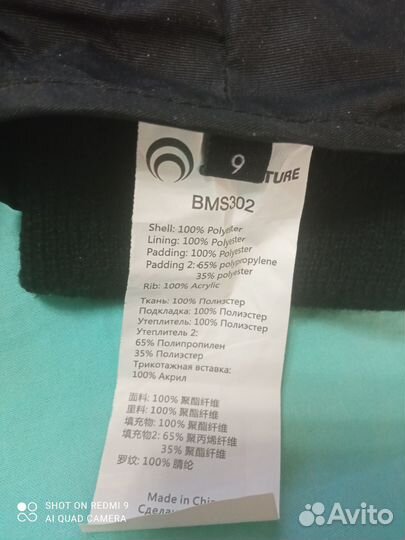 9
TURE
BMS302
Shell: 100% Polyester
Lining: 100% Polyester
Padding: 100% Polyester
Padding 2: 65% polypropylene
35% polyester
Rib: 100% Acrylic
Ткань: 100% Полиэстер
Подкладка: 100% Полиэстер
Утеплитель: 100% Полиэстер
Утеплитель 2:
65% Полипропилен
35% Полиэстер
Трикотажная вставка:
100% Акрил
面料: 100% 聚酯纤维
里料: 100% 聚酯纤维
填充物: 100% 聚酯纤维
填充物2: 65% 聚丙烯纤维
35% 聚酯纤维
罗纹: 100% 腈纶
Made in China
Сделан
SHOT ON REDMI 9
AI QUAD CAMERA
Avito